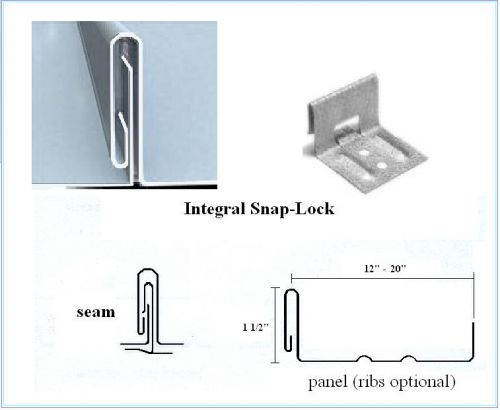 Integral Snap-Lock
12" - 20"
seam
1 1/2"
panel (ribs optional)